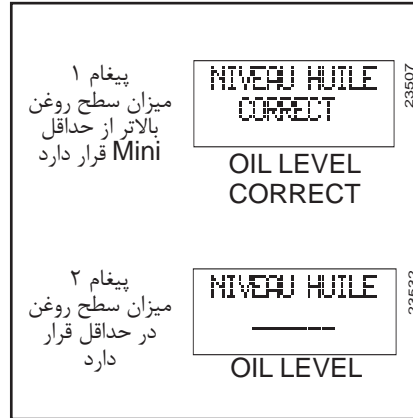 پیغام ۱
میزان سطح روغن
بالاتر از حداقل
Mini قرار دارد
NIVEAU HUILE
CORRECT
23507
OIL LEVEL
CORRECT
پیغام ۲
میزان سطح روغن
در حداقل قرار
دارد
NIVEAU HUILE
------
23532
OIL LEVEL